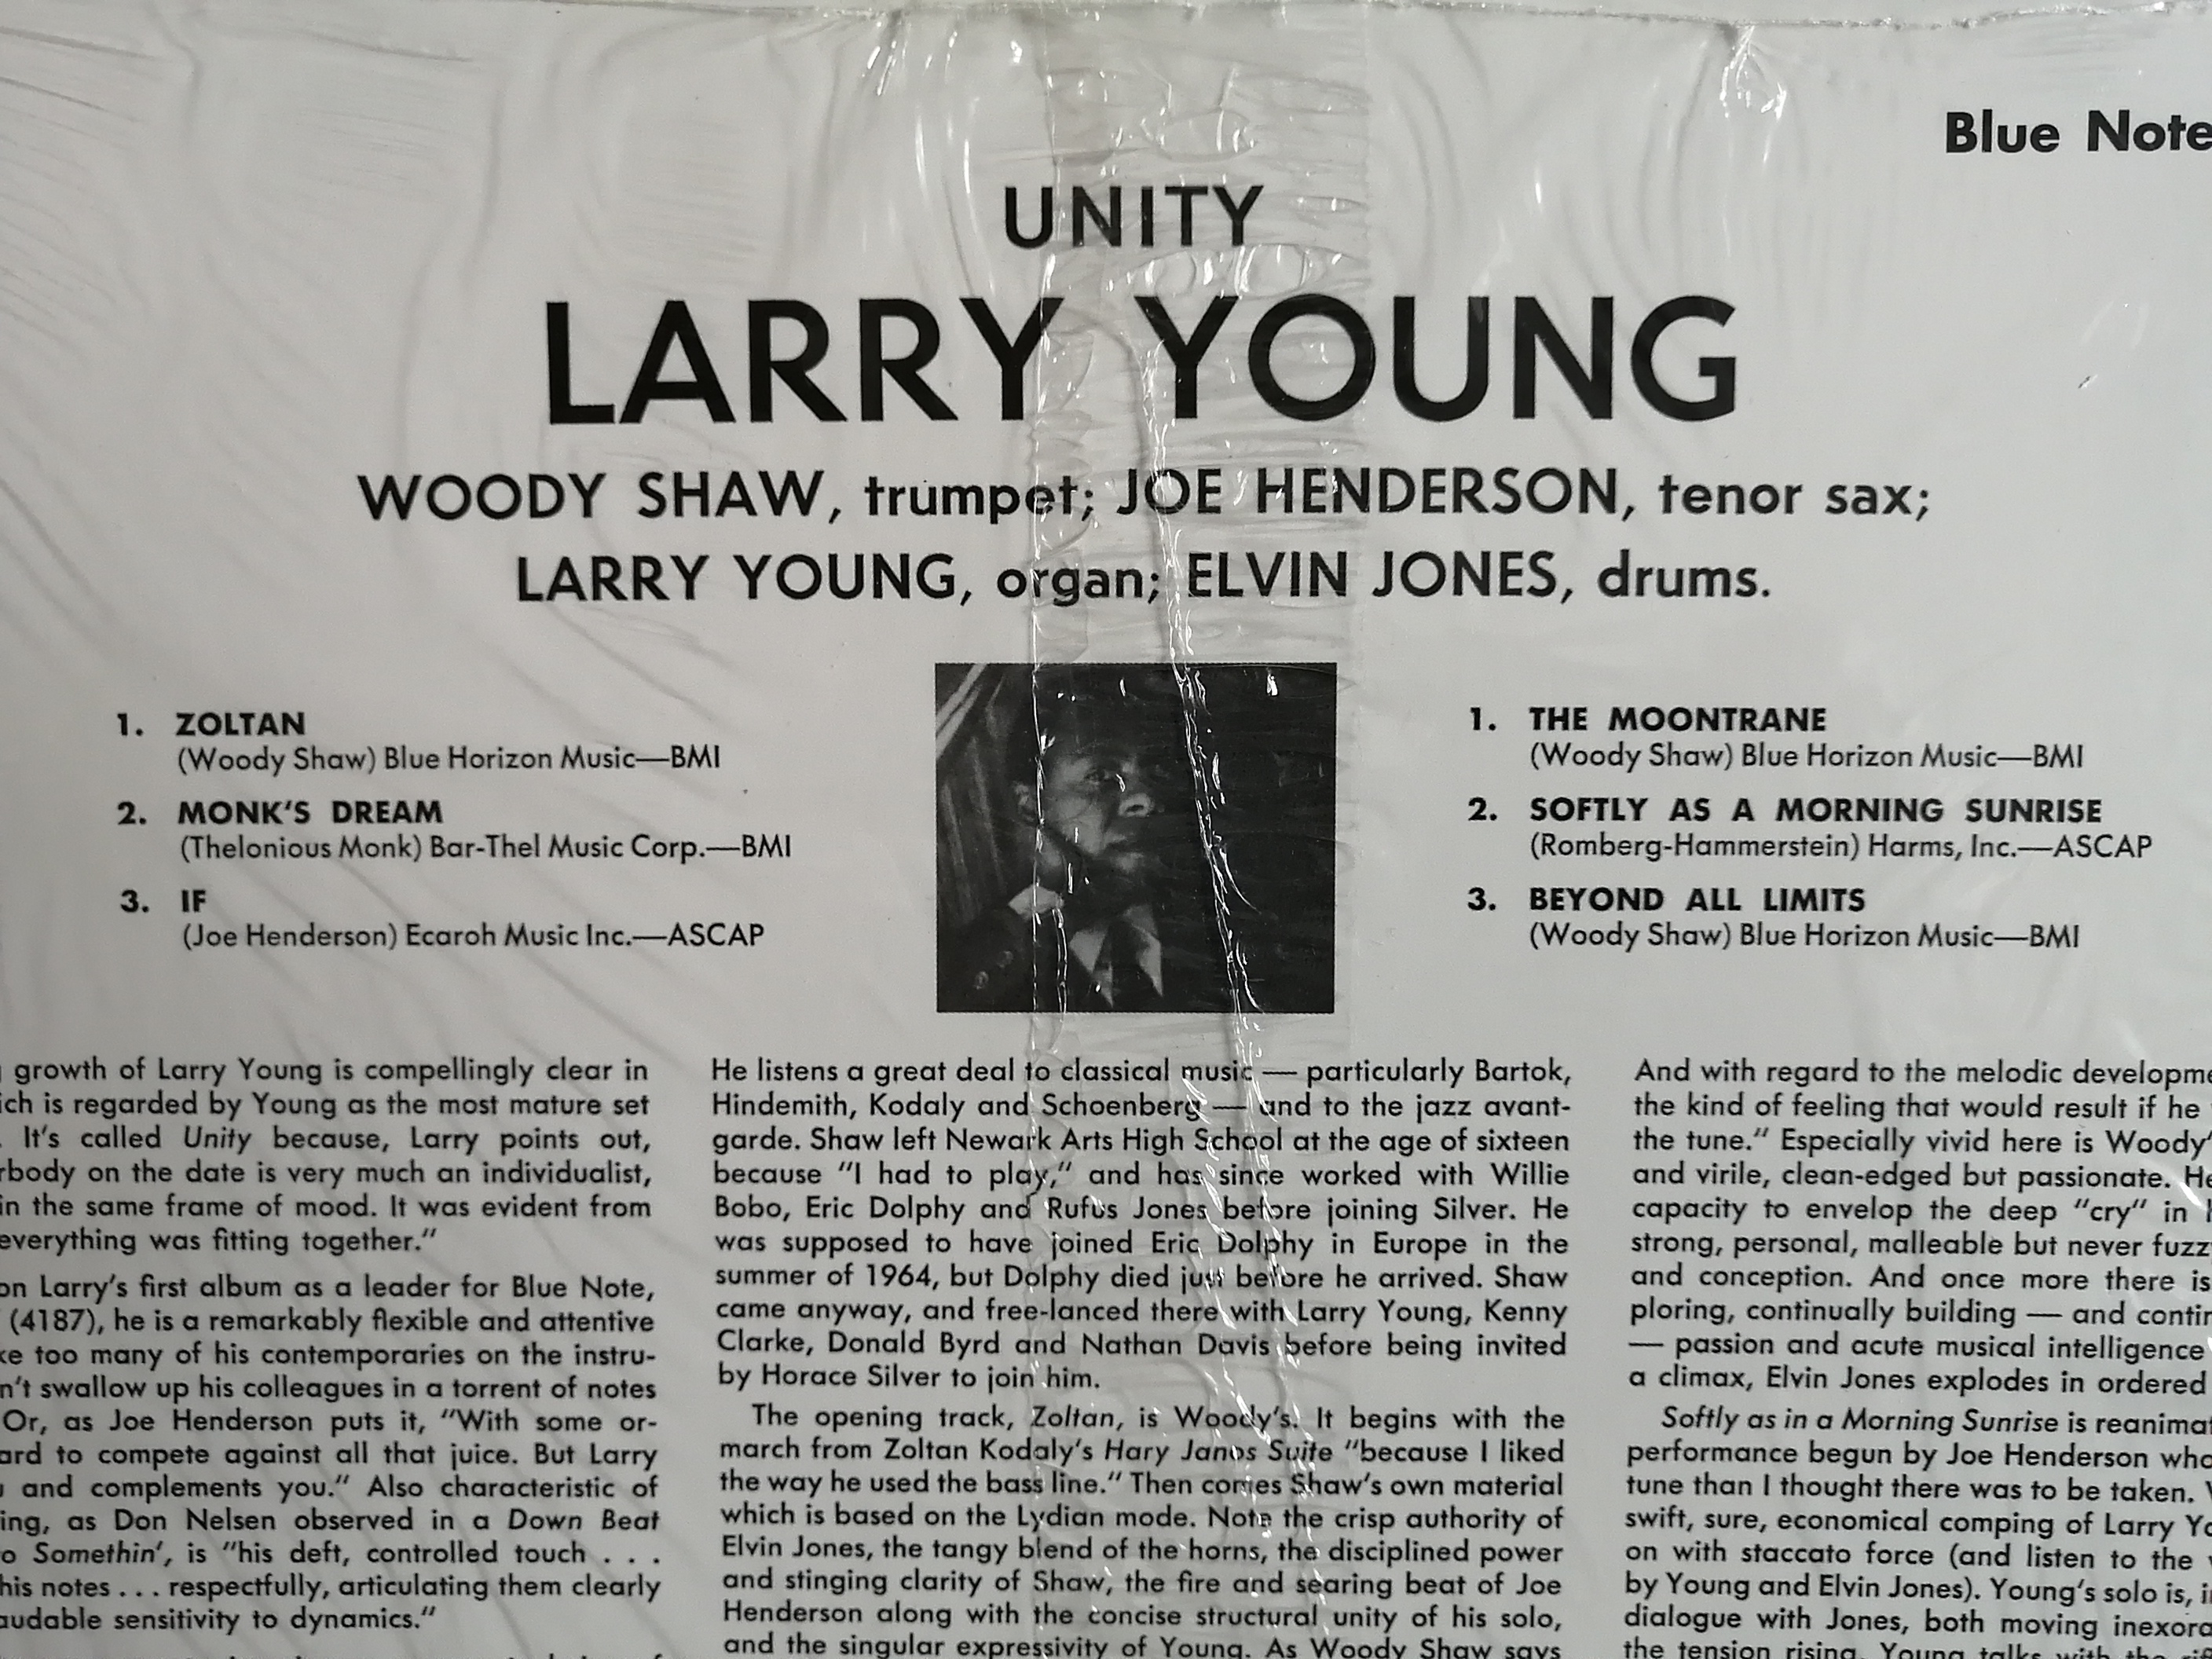 Blue Note
UNITY
LARRY YOUNG
WOODY SHAW, trumpet; JOE HENDERSON, tenor sax;
LARRY YOUNG, organ; ELVIN JONES, drums.
1. ZOLTAN
(Woody Shaw) Blue Horizon Music—BMI
2. MONK'S DREAM
(Thelonious Monk) Bar-Thel Music Corp.—BMI
3. IF
(Joe Henderson) Ecaroh Music Inc.—ASCAP
1. THE MOONTRANE
(Woody Shaw) Blue Horizon Music—BMI
2. SOFTLY AS A MORNING SUNRISE
(Romberg-Hammerstein) Harms, Inc.—ASCAP
3. BEYOND ALL LIMITS
(Woody Shaw) Blue Horizon Music—BMI
growth of Larry Young is compellingly clear in
ich is regarded by Young as the most mature set
. It's called Unity because, Larry points out,
rbody on the date is very much an individualist,
in the same frame of mood. It was evident from
everything was fitting together."
on Larry's first album as a leader for Blue Note,
(4187), he is a remarkably flexible and attentive
ke too many of his contemporaries on the instru-
n't swallow up his colleagues in a torrent of notes
Or, as Joe Henderson puts it, "With some or-
ard to compete against all that juice. But Larry
and complements you." Also characteristic of
ing, as Don Nelsen observed in a Down Beat
o Somethin', is "his deft, controlled touch . . .
his notes . . . respectfully, articulating them clearly
audable sensitivity to dynamics."
He listens a great deal to classical music — particularly Bartok,
Hindemith, Kodaly and Schoenberg — and to the jazz avant-
garde. Shaw left Newark Arts High School at the age of sixteen
because "I had to play," and has since worked with Willie
Bobo, Eric Dolphy and Rufus Jones before joining Silver. He
was supposed to have joined Eric Dolphy in Europe in the
summer of 1964, but Dolphy died just before he arrived. Shaw
came anyway, and free-lanced there with Larry Young, Kenny
Clarke, Donald Byrd and Nathan Davis before being invited
by Horace Silver to join him.
The opening track, Zoltan, is Woody's. It begins with the
march from Zoltan Kodaly's Hary Janos Suite "because I liked
the way he used the bass line." Then comes Shaw's own material
which is based on the Lydian mode. Note the crisp authority of
Elvin Jones, the tangy blend of the horns, the disciplined power
and stinging clarity of Shaw, the fire and searing beat of Joe
Henderson along with the concise structural unity of his solo,
and the singular expressivity of Young. As Woody Shaw says
And with regard to the melodic developme
the kind of feeling that would result if he
the tune." Especially vivid here is Woody'
and virile, clean-edged but passionate. He
capacity to envelop the deep "cry" in
strong, personal, malleable but never fuzz
and conception. And once more there is
ploring, continually building — and contin
— passion and acute musical intelligence
a climax, Elvin Jones explodes in ordered
Softly as in a Morning Sunrise is reanimat
performance begun by Joe Henderson who
tune than I thought there was to be taken.
swift, sure, economical comping of Larry Yo
on with staccato force (and listen to the
by Young and Elvin Jones). Young's solo is, i
dialogue with Jones, both moving inexora
the tension rising. Young talks with the